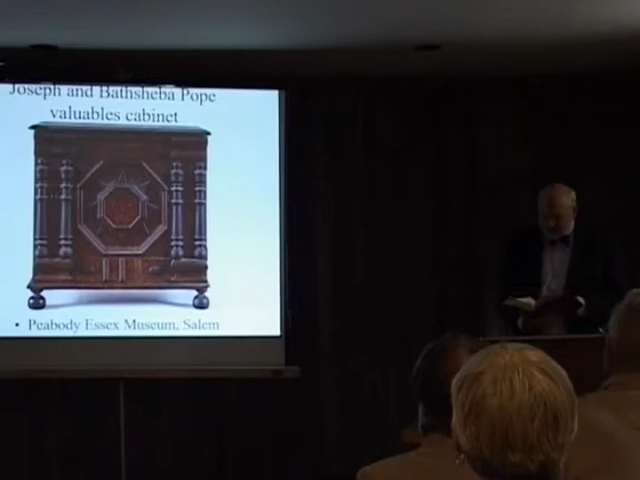 Joseph and Bathsheba Pope
valuables cabinet
• Peabody Essex Museum, Salem